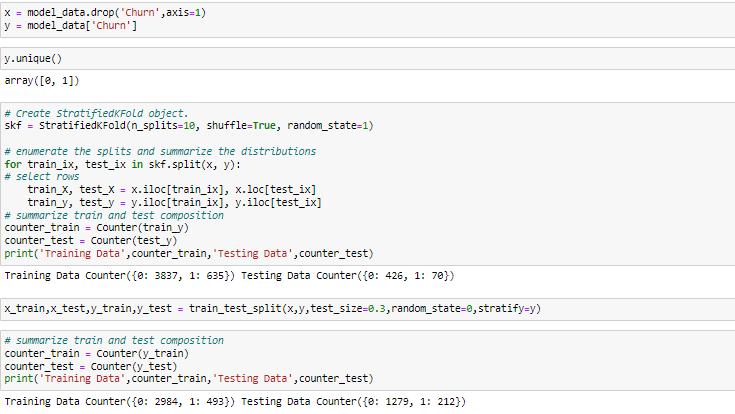 x = model_data.drop('Churn',axis=1)
y = model_data['Churn']
y.unique()
array([0, 1])
# Create StratifiedKFold object.
skf = StratifiedKFold(n_splits=10, shuffle=True, random_state=1)
# enumerate the splits and summarize the distributions
for train_ix, test_ix in skf.split(x, y):
# select rows
    train_X, test_X = x.iloc[train_ix], x.loc[test_ix]
    train_y, test_y = y.iloc[train_ix], y.iloc[test_ix]
# summarize train and test composition
counter_train = Counter(train_y)
counter_test = Counter(test_y)
print('Training Data',counter_train,'Testing Data',counter_test)
Training Data Counter({0: 3837, 1: 635}) Testing Data Counter({0: 426, 1: 70})
x_train,x_test,y_train,y_test = train_test_split(x,y,test_size=0.3,random_state=0,stratify=y)
# summarize train and test composition
counter_train = Counter(y_train)
counter_test = Counter(y_test)
print('Training Data',counter_train,'Testing Data',counter_test)
Training Data Counter({0: 2984, 1: 493}) Testing Data Counter({0: 1279, 1: 212})